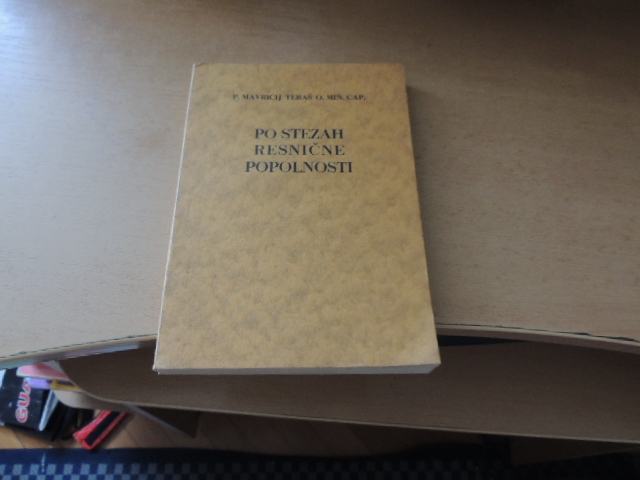 P. MAVRICIJ TERAŠ O. MIN. CAP.
PO STEZAH
RESNIČNE
POPOLNOSTI